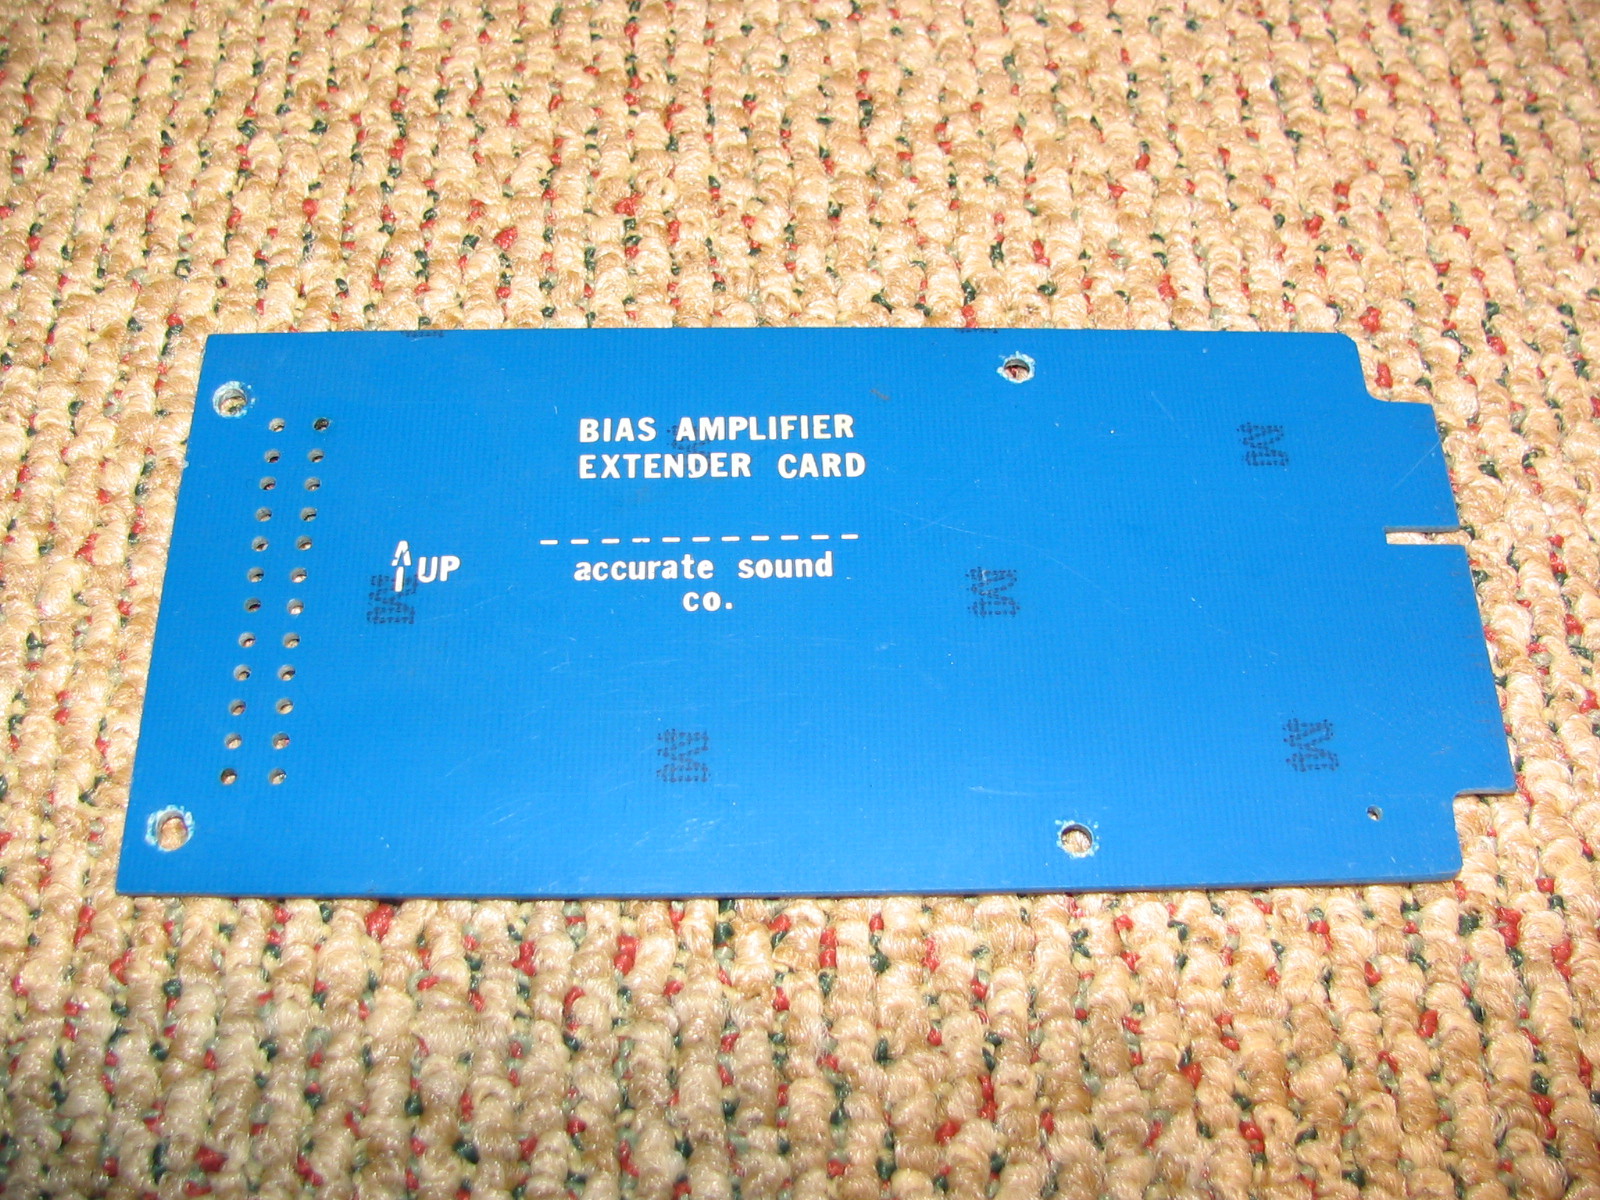 BIAS AMPLIFIER
EXTENDER CARD
UP
accurate sound
co.